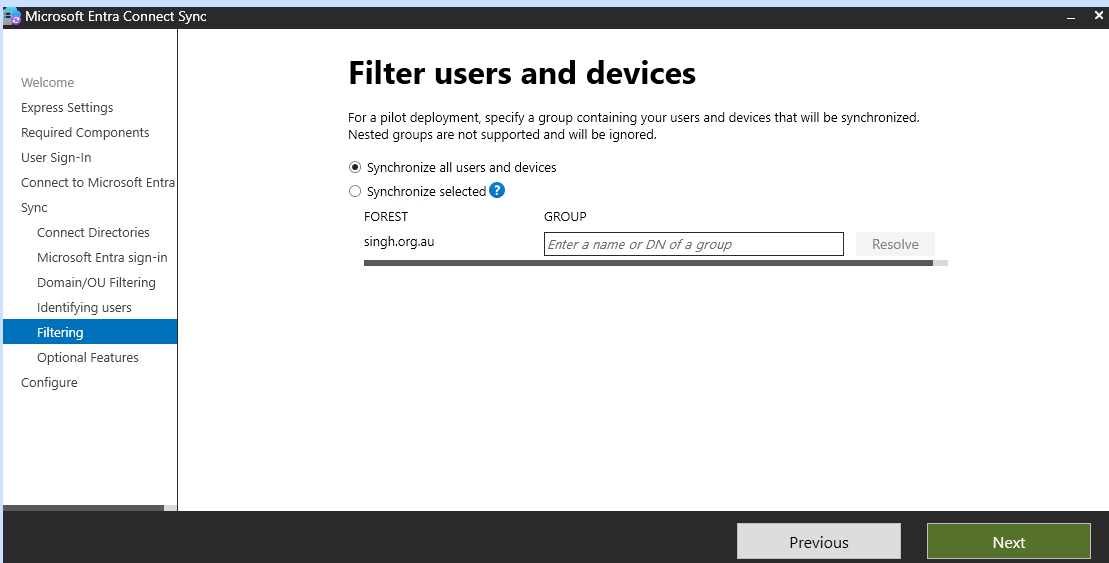 Microsoft Entra Connect Sync
Welcome
Express Settings
Required Components
User Sign-In
Connect to Microsoft Entra
Sync
Connect Directories
Microsoft Entra sign-in
Domain/OU Filtering
Identifying users
Filtering
Optional Features
Configure
Filter users and devices
For a pilot deployment, specify a group containing your users and devices that will be synchronized.
Nested groups are not supported and will be ignored.
Synchronize all users and devices
Synchronize selected ?
FOREST GROUP
singh.org.au Enter a name or DN of a group Resolve
Previous Next